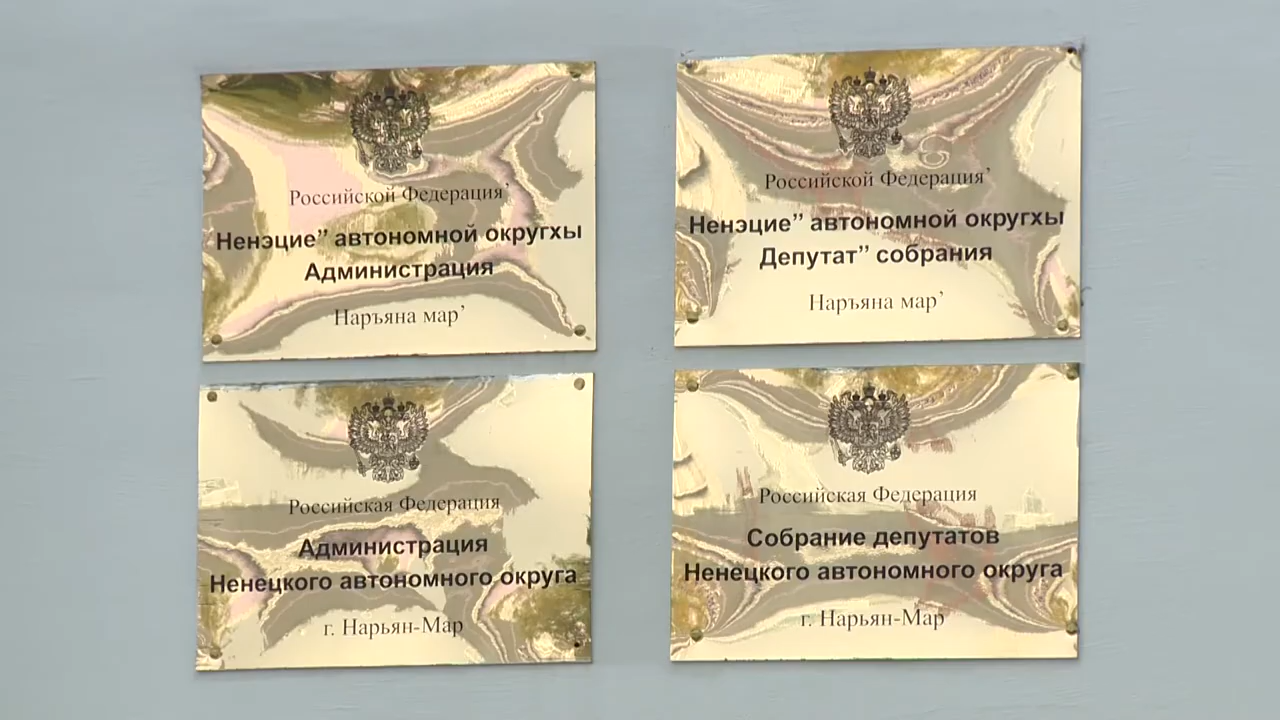 Российской Федерация’
Ненэцие” автономной округхы
Администрация
Наръяна мар’
Российской Федерация’
Ненэцие” автономной округхы
Депутат” собрания
Наръяна мар’
Российская Федерация
Администрация
Ненецкого автономного округа
г. Нарьян-Мар
Российская Федерация
Собрание депутатов
Ненецкого автономного округа
г. Нарьян-Мар